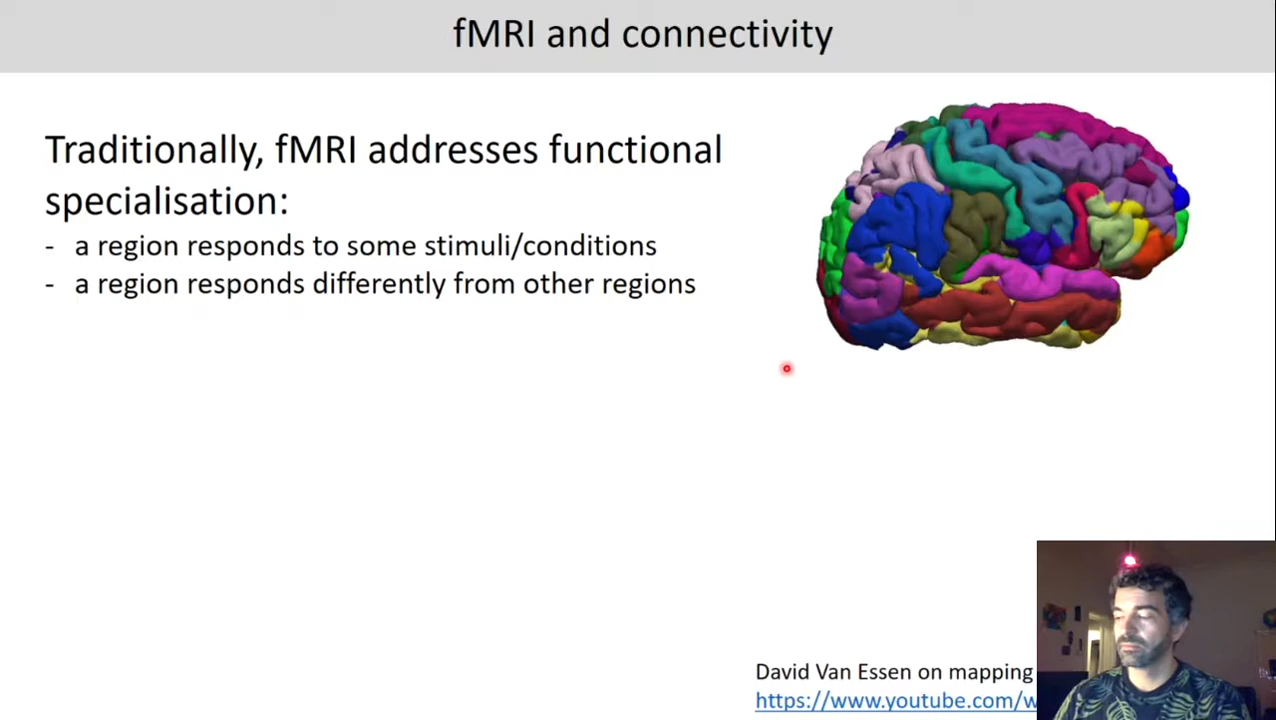 fMRI and connectivity
Traditionally, fMRI addresses functional
specialisation:
- a region responds to some stimuli/conditions
- a region responds differently from other regions
David Van Essen on mapping
https://www.youtube.com/w